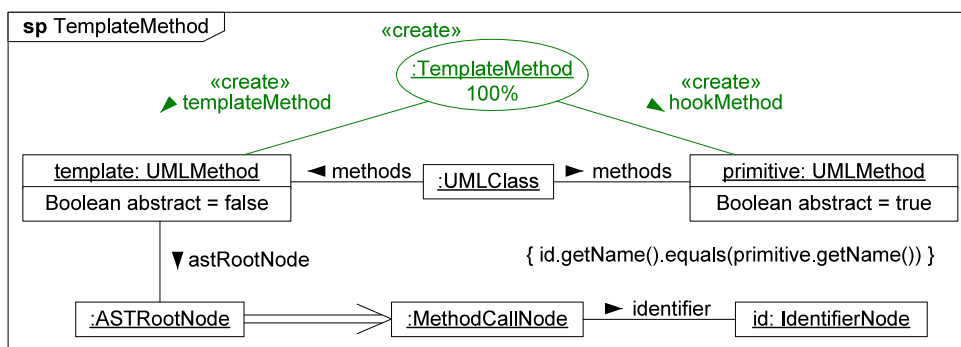 sp TemplateMethod
«create»
:TemplateMethod
100%
«create»
templateMethod
«create»
hookMethod
template: UMLMethod
Boolean abstract = false
methods
:UMLClass
methods
primitive: UMLMethod
Boolean abstract = true
astRootNode
{ id.getName().equals(primitive.getName()) }
:ASTRootNode
:MethodCallNode
identifier
id: IdentifierNode